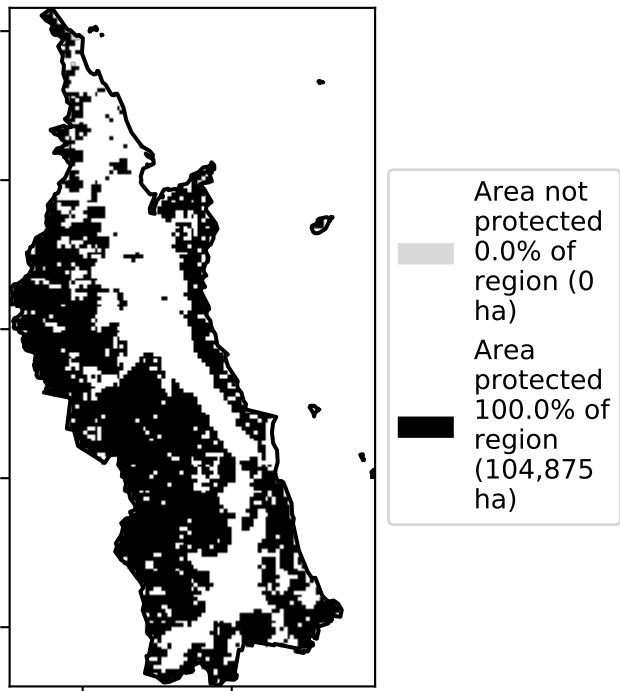 Area not
protected
0.0% of
region (0
ha)
Area
protected
100.0% of
region
(104,875
ha)